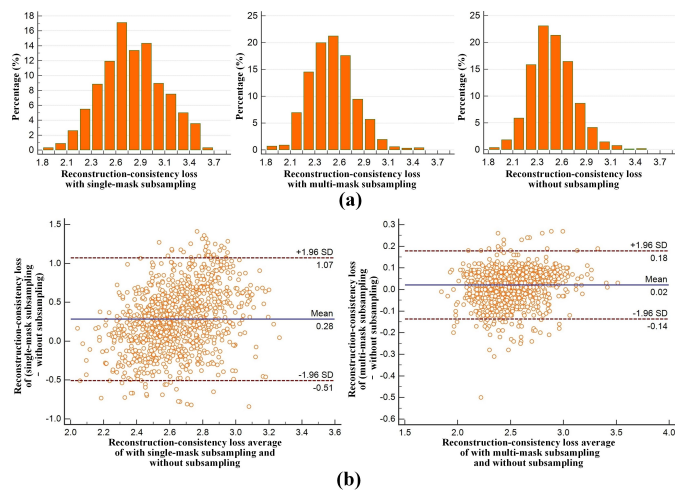 18
16
14
12
10
8
6
4
2
0
Percentage (%)
1.8 2.1 2.3 2.6 2.9 3.1 3.4 3.7
Reconstruction-consistency loss
with single-mask subsampling
25
20
15
10
5
0
Percentage (%)
1.8 2.1 2.3 2.6 2.9 3.1 3.4 3.7
Reconstruction-consistency loss
with multi-mask subsampling
25
20
15
10
5
0
Percentage (%)
1.8 2.1 2.3 2.6 2.9 3.1 3.4 3.7
Reconstruction-consistency loss
without subsampling
(a)
Reconstruction-consistency loss
of (single-mask subsampling
- without subsampling)
1.5
1.0
0.5
0.0
-0.5
-1.0
+1.96 SD
1.07
Mean
0.28
-1.96 SD
-0.51
2.0 2.2 2.4 2.6 2.8 3.0 3.2 3.4 3.6
Reconstruction-consistency loss average
of with single-mask subsampling and
without subsampling
Reconstruction-consistency loss
of (multi-mask subsampling
- without subsampling)
0.3
0.2
0.1
0.0
-0.1
-0.2
-0.3
-0.4
-0.5
-0.6
+1.96 SD
0.18
Mean
0.02
-1.96 SD
-0.14
1.5 2.0 2.5 3.0 3.5 4.0
Reconstruction-consistency loss average
of with multi-mask subsampling
and without subsampling
(b)